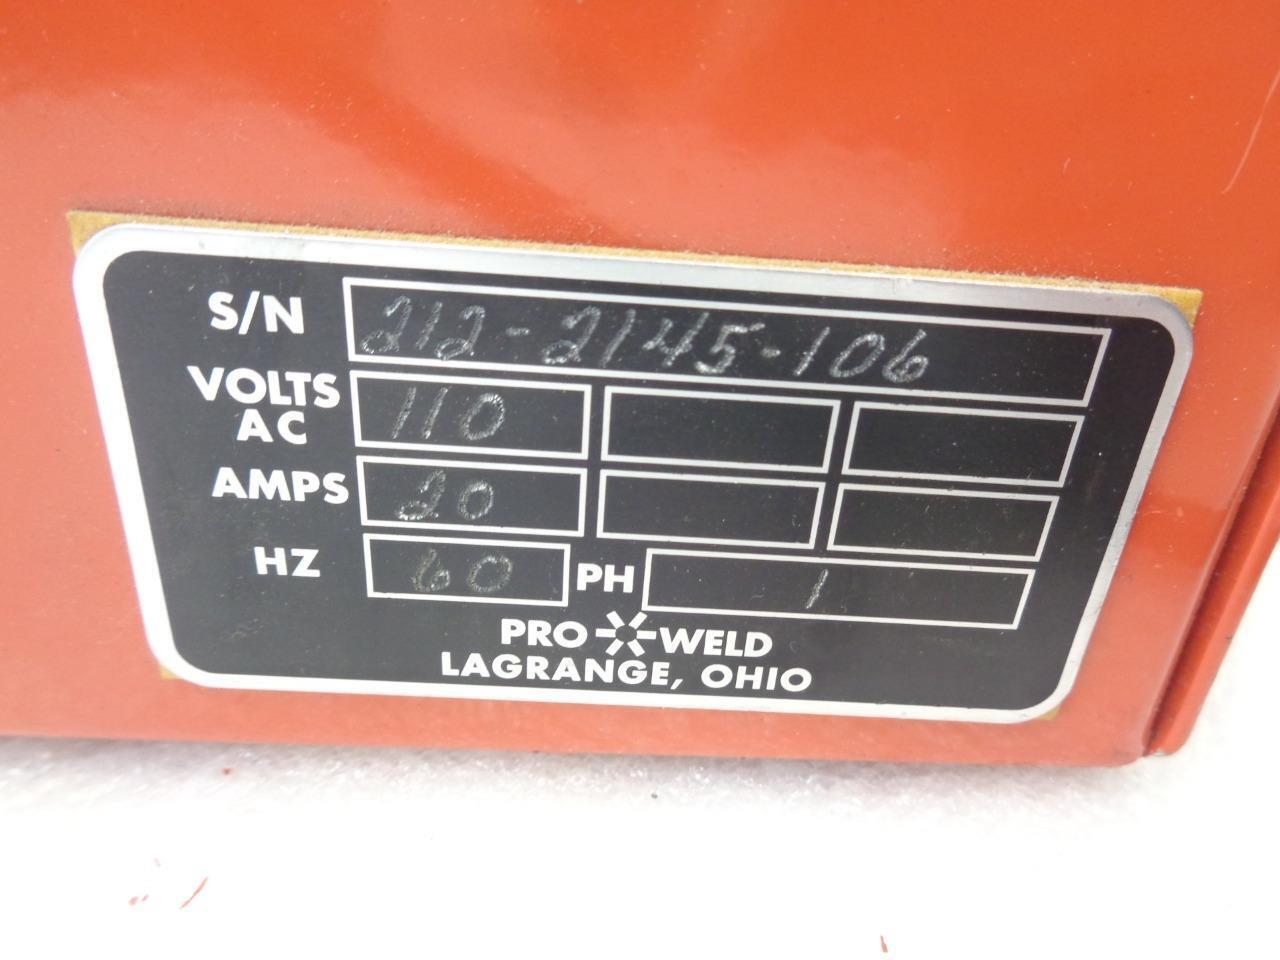 S/N 212-2145-106
VOLTS AC 110
AMPS 20
HZ 60 PH 1
PRO WELD
LAGRANGE, OHIO